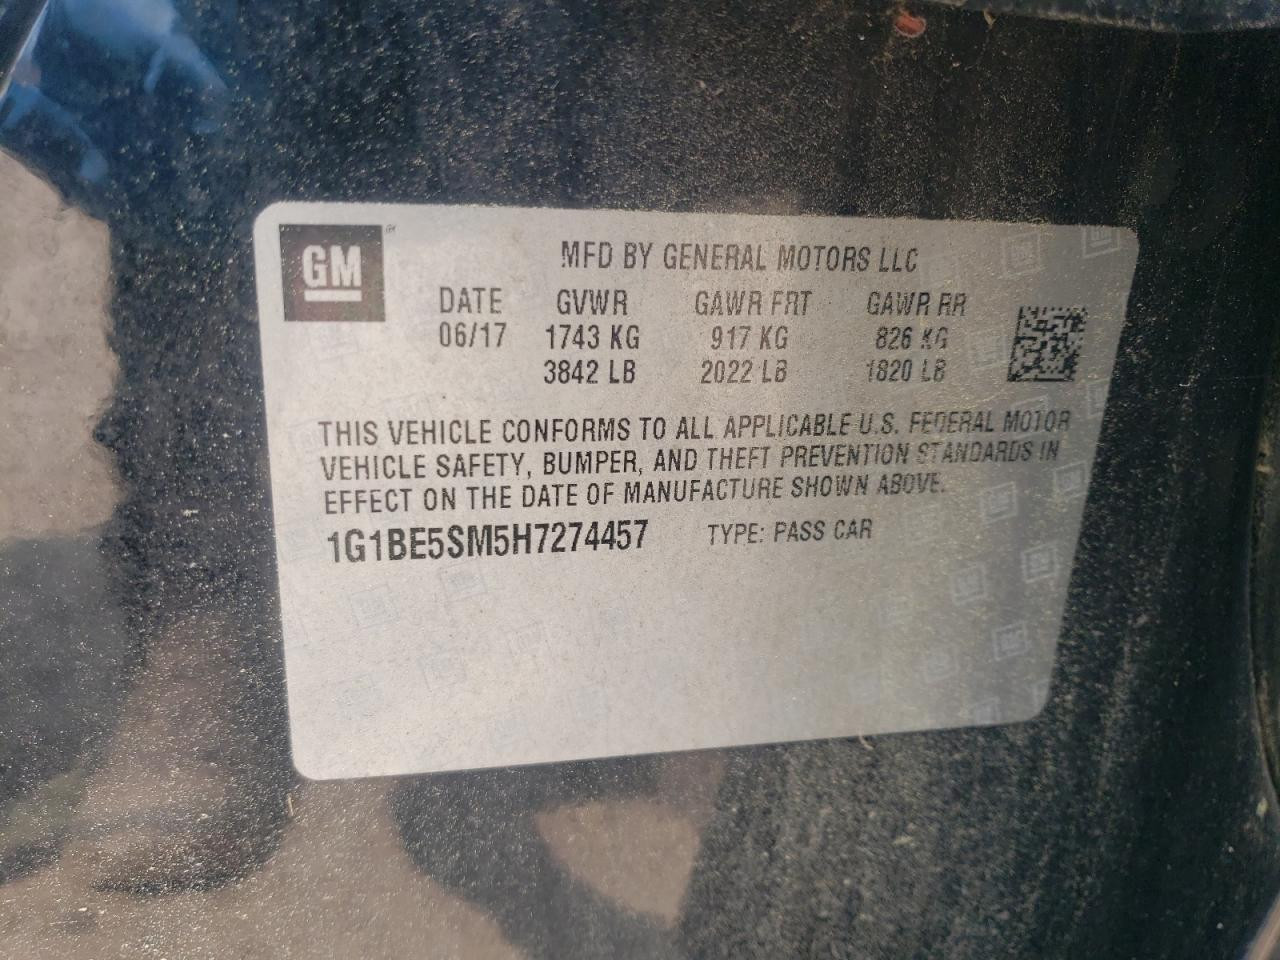 GM
MFD BY GENERAL MOTORS LLC
DATE GVWR GAWR FRT GAWR RR
06/17 1743 KG 917 KG 826 KG
3842 LB 2022 LB 1820 LB
THIS VEHICLE CONFORMS TO ALL APPLICABLE U.S. FEDERAL MOTOR
VEHICLE SAFETY, BUMPER, AND THEFT PREVENTION STANDARDS IN
EFFECT ON THE DATE OF MANUFACTURE SHOWN ABOVE.
1G1BE5SM5H7274457 TYPE: PASS CAR